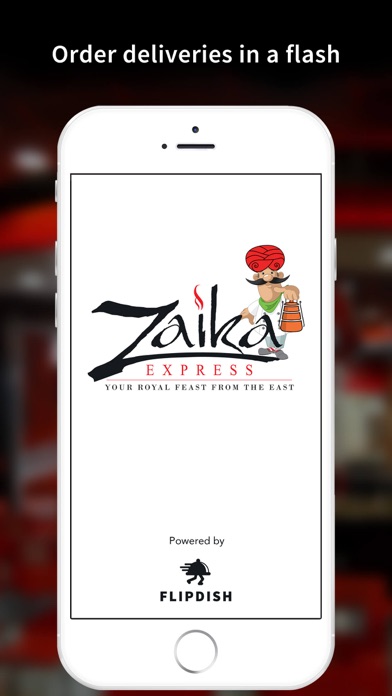 Order deliveries in a flash
Zaika
EXPRESS
YOUR ROYAL FEAST FROM THE EAST
Powered by
FLIPDISH